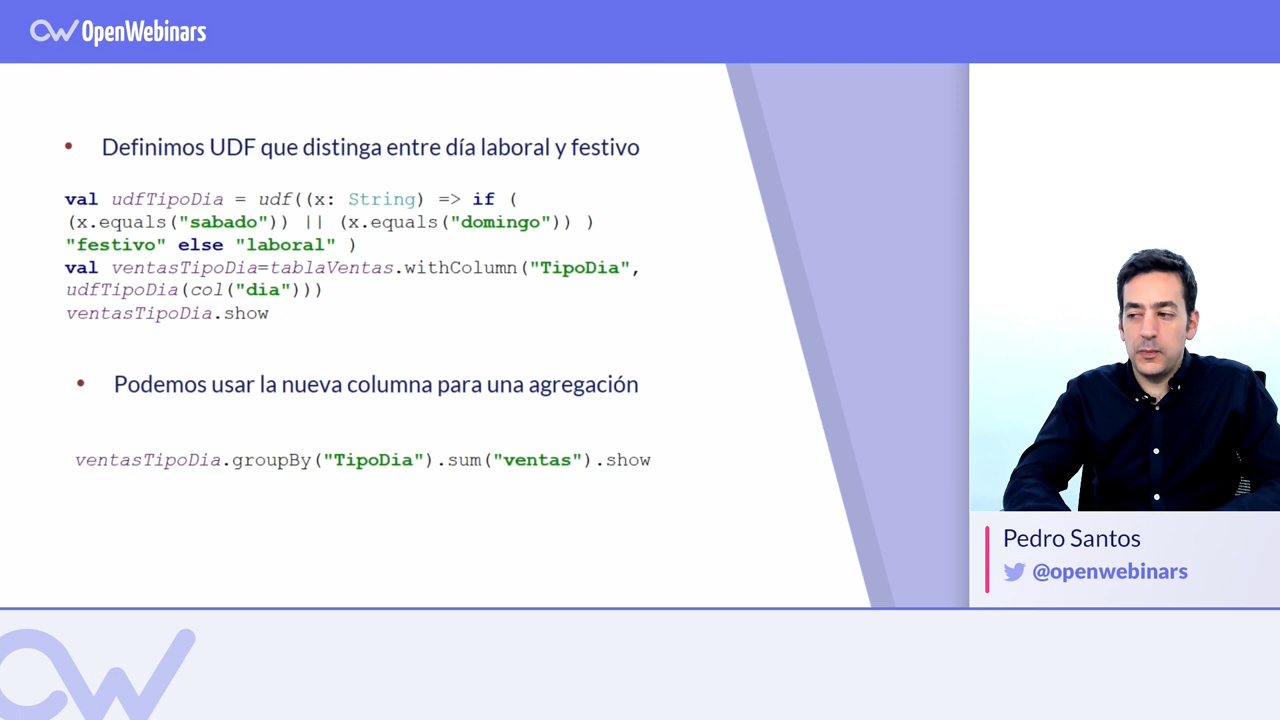 OpenWebinars
• Definimos UDF que distinga entre día laboral y festivo
val udfTipoDia = udf((x: String) => if (
(x.equals("sabado")) || (x.equals("domingo")) )
"festivo" else "laboral" )
val ventasTipoDia=tablaVentas.withColumn("TipoDia",
udfTipoDia(col("dia")))
ventasTipoDia.show
• Podemos usar la nueva columna para una agregación
ventasTipoDia.groupBy("TipoDia").sum("ventas").show
Pedro Santos
@openwebinars